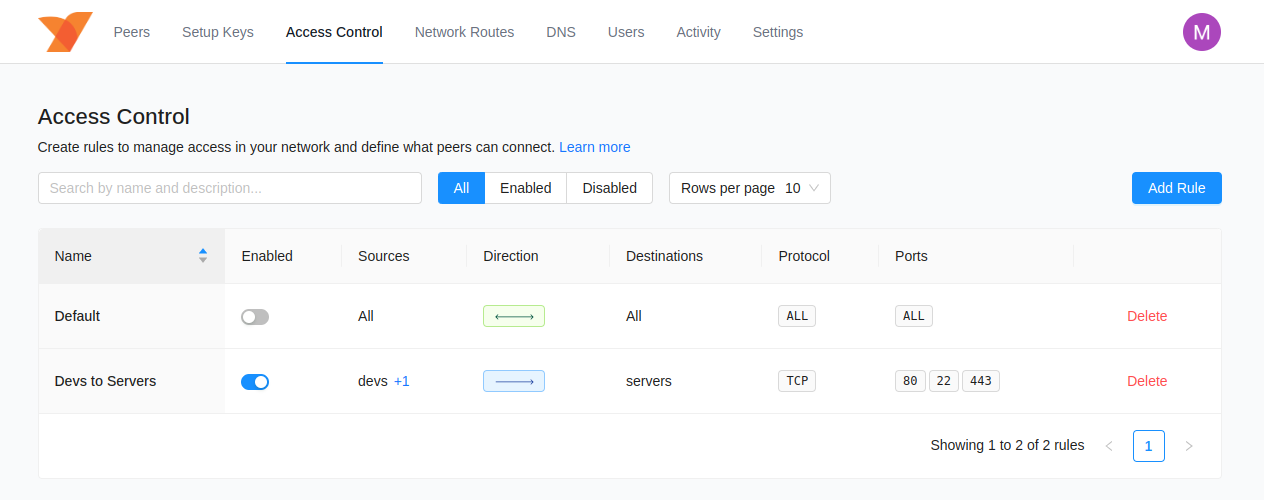 Peers Setup Keys Access Control Network Routes DNS Users Activity Settings M
Access Control
Create rules to manage access in your network and define what peers can connect. Learn more
Search by name and description... All Enabled Disabled Rows per page 10 Add Rule
Name Enabled Sources Direction Destinations Protocol Ports
Default All All ALL ALL Delete
Devs to Servers devs +1 servers TCP 80 22 443 Delete
Showing 1 to 2 of 2 rules < 1 >